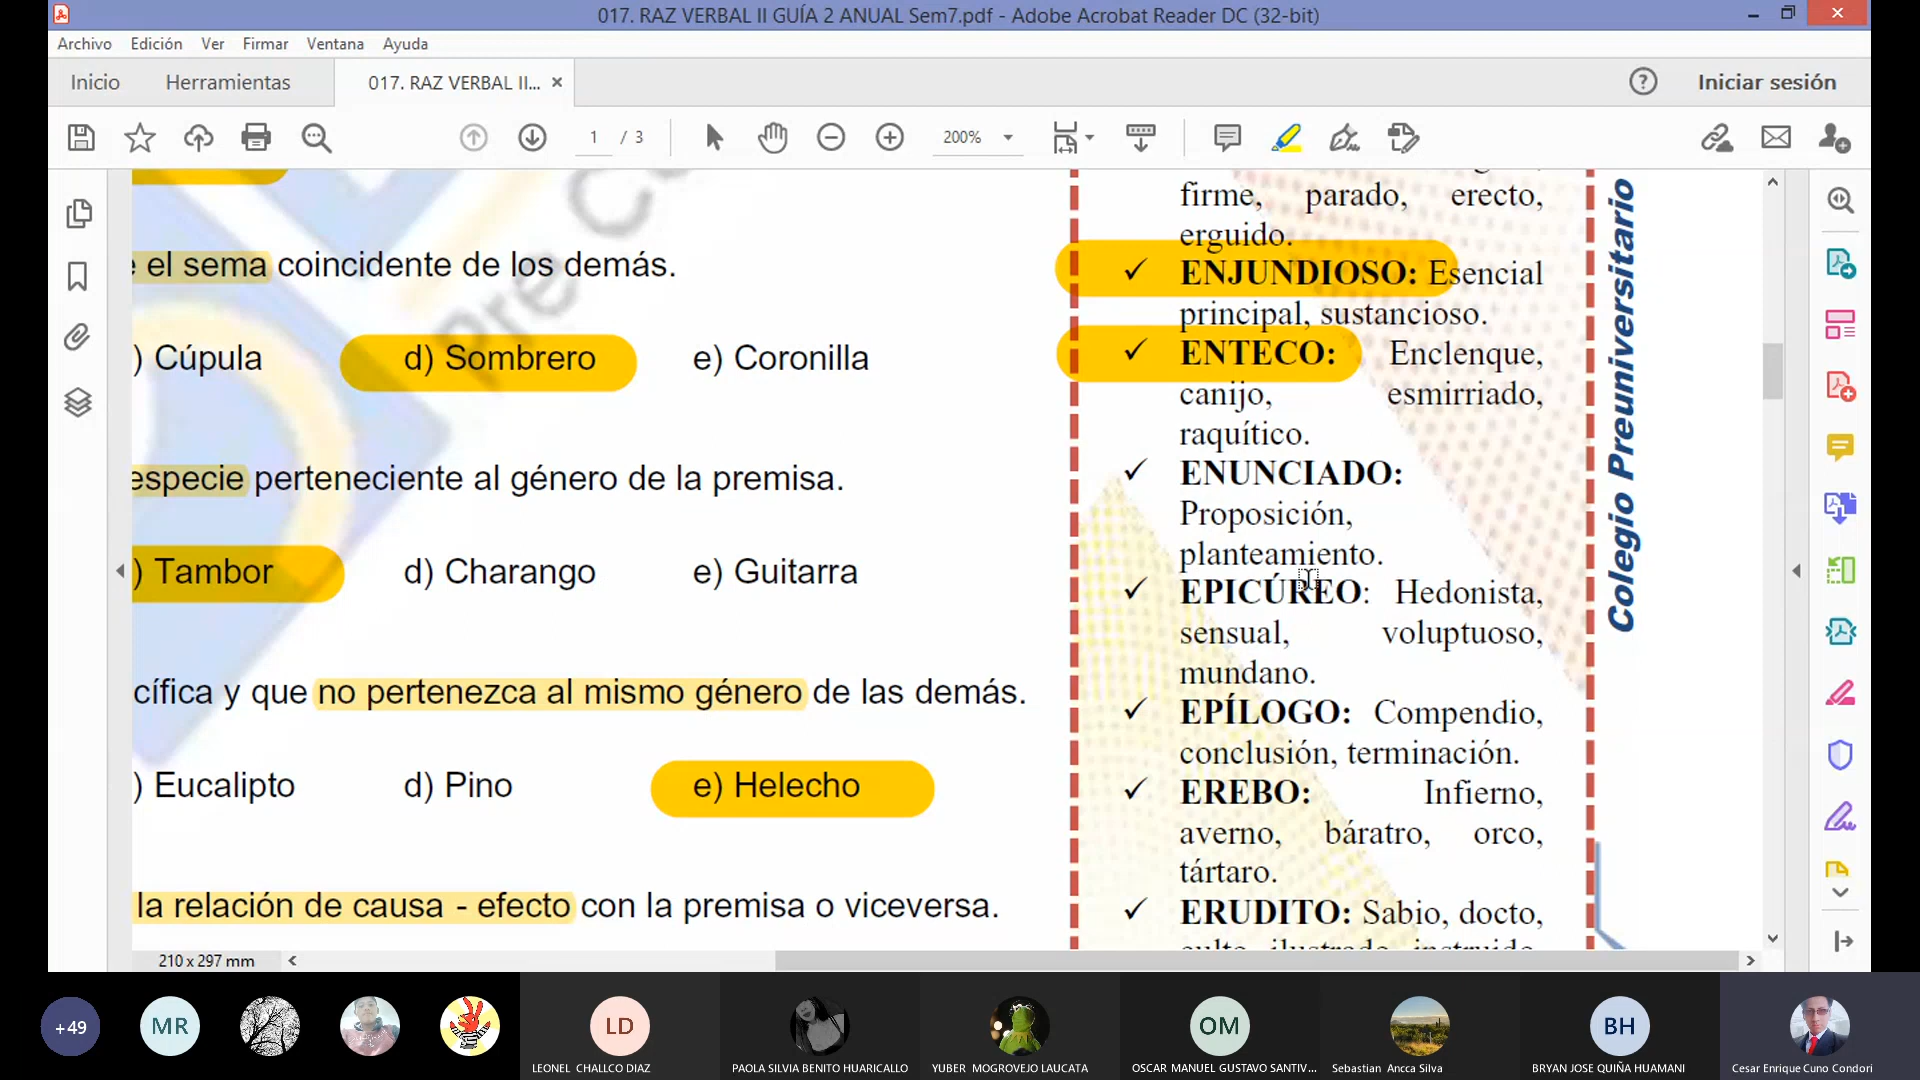 017. RAZ VERBAL II GUÍA 2 ANUAL Sem7.pdf - Adobe Acrobat Reader DC (32-bit)
Archivo Edición Ver Firmar Ventana Ayuda
Inicio Herramientas 017. RAZ VERBAL II... Iniciar sesión
1 / 3 200%
Pre C
el sema coincidente de los demás.
) Cúpula d) Sombrero e) Coronilla
especie perteneciente al género de la premisa.
) Tambor d) Charango e) Guitarra
cífica y que no pertenezca al mismo género de las demás.
) Eucalipto d) Pino e) Helecho
la relación de causa - efecto con la premisa o viceversa.
firme, parado, erecto,
erguido.
✓ ENJUNDIOSO: Esencial
principal, sustancioso.
✓ ENTECO: Enclenque,
canijo, esmirriado,
raquítico.
✓ ENUNCIADO:
Proposición,
planteamiento.
✓ EPICÚREO: Hedonista,
sensual, voluptuoso,
mundano.
✓ EPÍLOGO: Compendio,
conclusión, terminación.
✓ EREBO: Infierno,
averno, báratro, orco,
tártaro.
✓ ERUDITO: Sabio, docto,
culto, ilustrado, instruido,
Colegio Preuniversitario
210 x 297 mm
+49 MR LD OM BH
LEONEL CHALLCO DIAZ
PAOLA SILVIA BENITO HUARICALLO
YUBER MOGROVEJO LAUCATA
OSCAR MANUEL GUSTAVO SANTIV...
Sebastian Ancca Silva
BRYAN JOSE QUIÑA HUAMANI
Cesar Enrique Cuno Condori